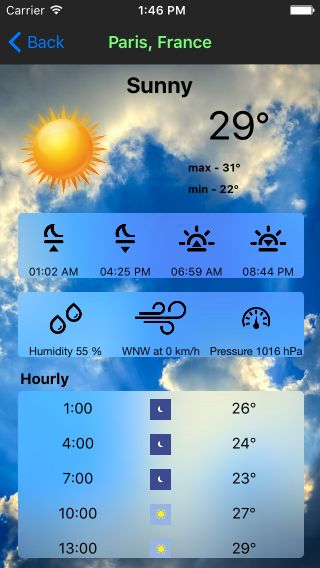 Carrier 1:46 PM
Back Paris, France
Sunny
29°
max - 31°
min - 22°
01:02 AM 04:25 PM 06:59 AM 08:44 PM
Humidity 55 % WNW at 0 km/h Pressure 1016 hPa
Hourly
1:00 26°
4:00 24°
7:00 23°
10:00 27°
13:00 29°